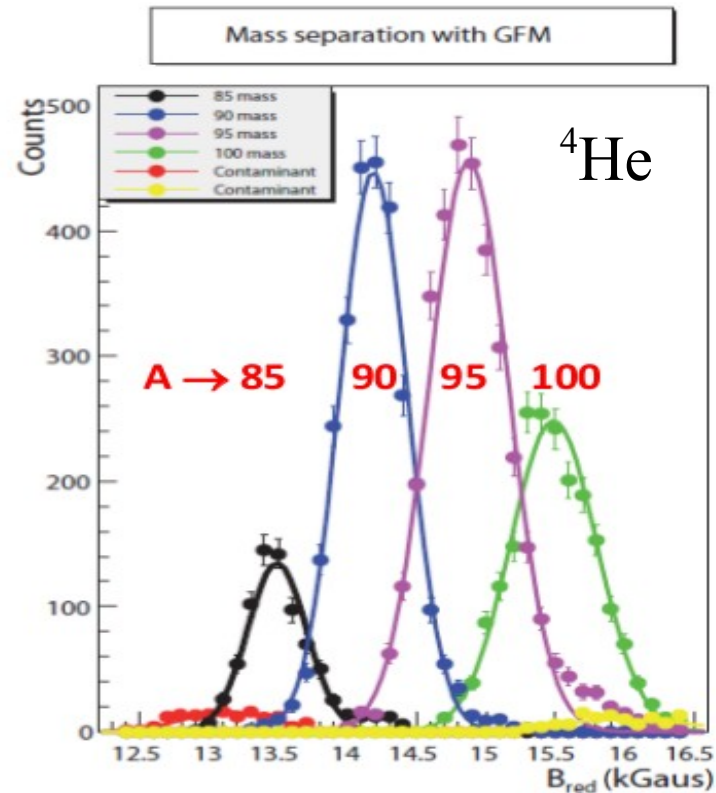 Mass separation with GFM
Counts
500
400
300
200
100
0
85 mass
90 mass
95 mass
100 mass
Contaminant
Contaminant
⁴He
A → 85 90 95 100
12.5 13 13.5 14 14.5 15 15.5 16 16.5
B_red (kGaus)